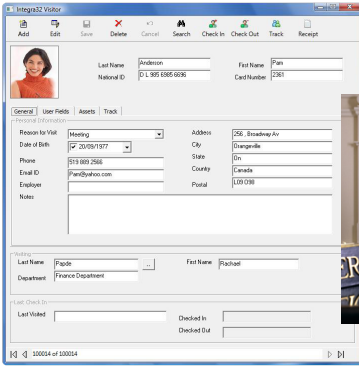 Integra32 Visitor
Add Edit Save Delete Cancel Search Check In Check Out Track Receipt
Last Name Anderson First Name Pam
National ID D L 985 6985 6696 Card Number 2361
General User Fields Assets Track
Personal Information
Reason for Visit Meeting Address 256 , Broadway Av
Date of Birth 20/09/1977 City Orangeville
State On
Phone 519 889 2566 Country Canada
Email ID Pam@yahoo.com
Employer Postal L09 O98
Notes
Visiting
Last Name Papde .. First Name Rachael
Department Finance Department
Last Check In
Last Visited Checked In
Checked Out
100014 of 100014